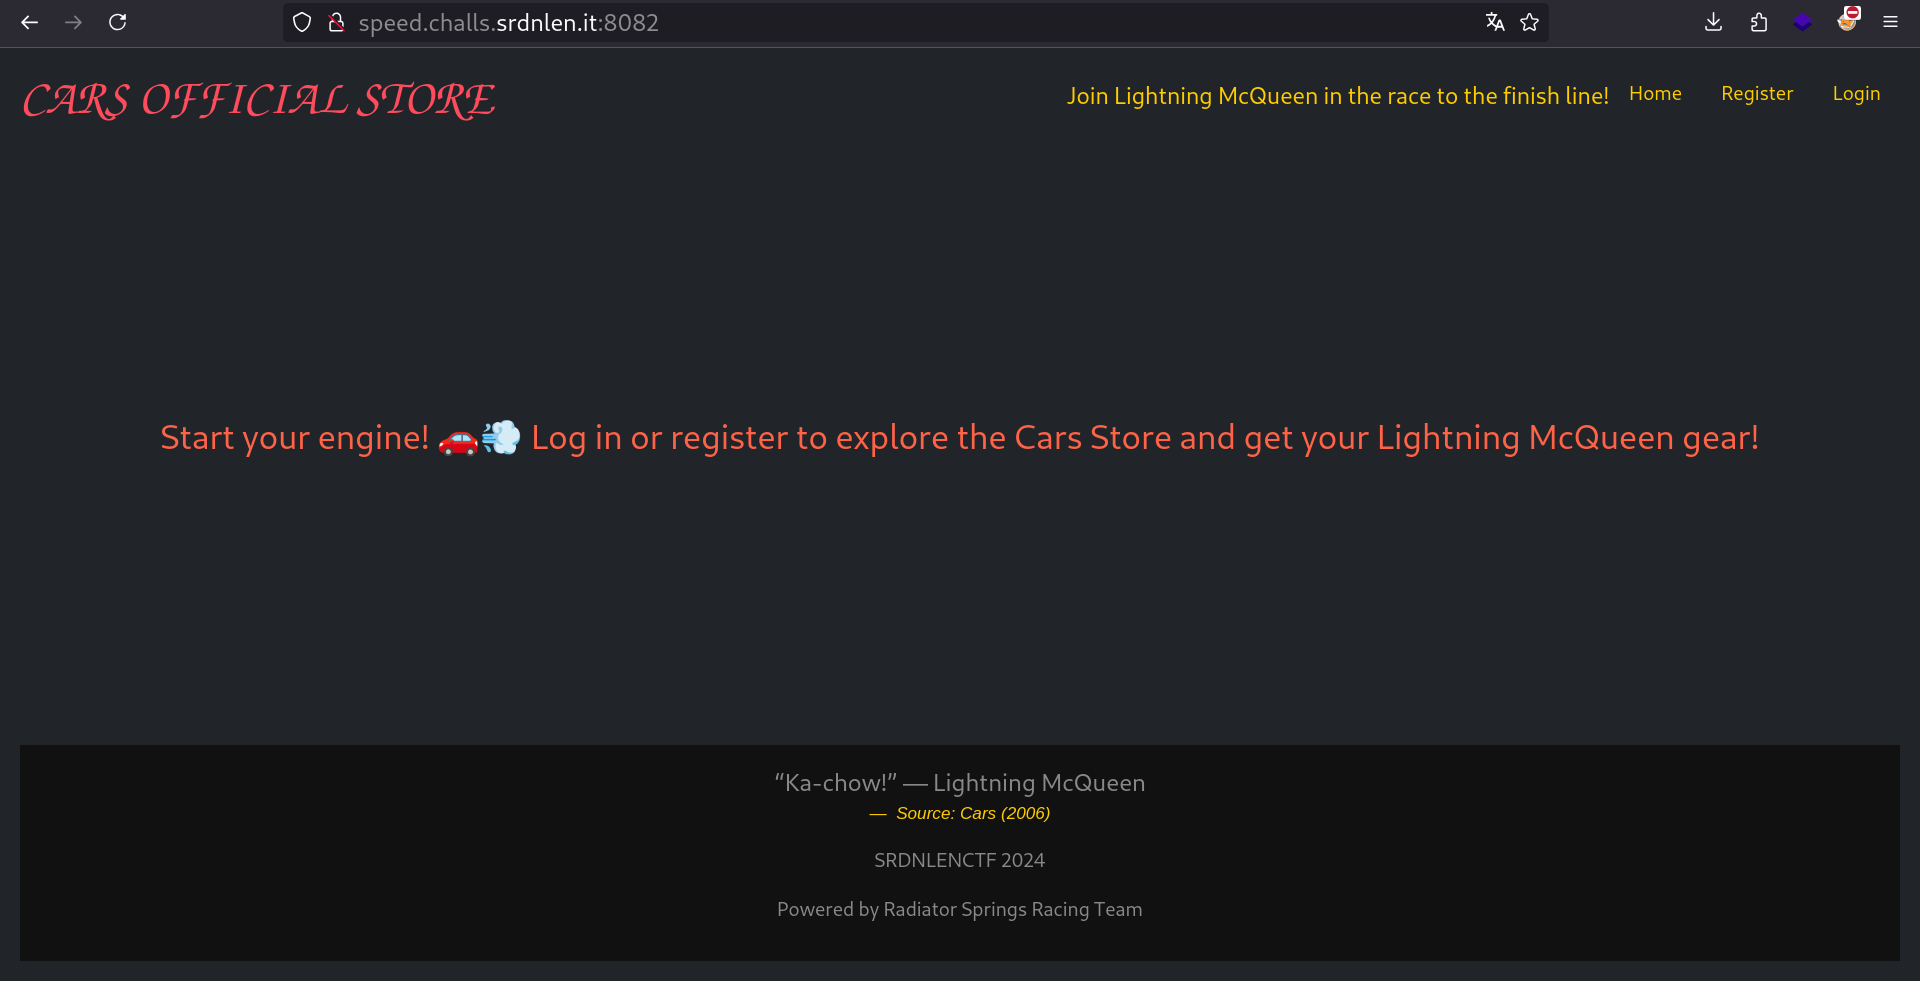 speed.challs.srdnlen.it:8082
CARS OFFICIAL STORE
Join Lightning McQueen in the race to the finish line! Home Register Login
Start your engine! 🚗💨 Log in or register to explore the Cars Store and get your Lightning McQueen gear!
“Ka-chow!” — Lightning McQueen
— Source: Cars (2006)
SRDNLENCTF 2024
Powered by Radiator Springs Racing Team